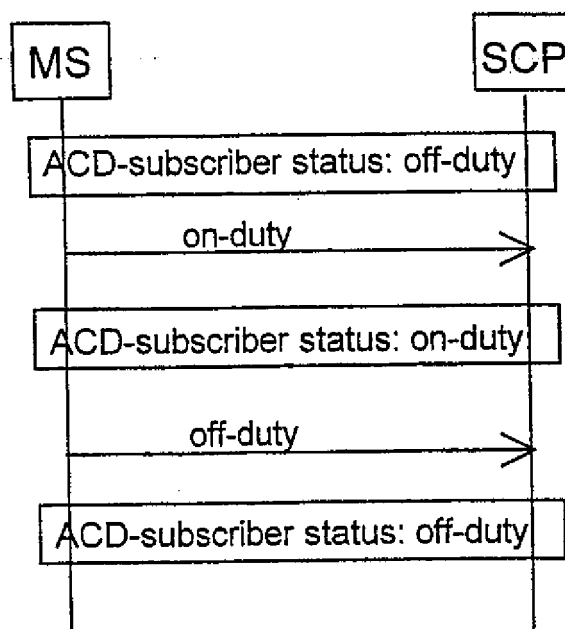 MS
SCP
ACD-subscriber status: off-duty
on-duty
ACD-subscriber status: on-duty
off-duty
ACD-subscriber status: off-duty